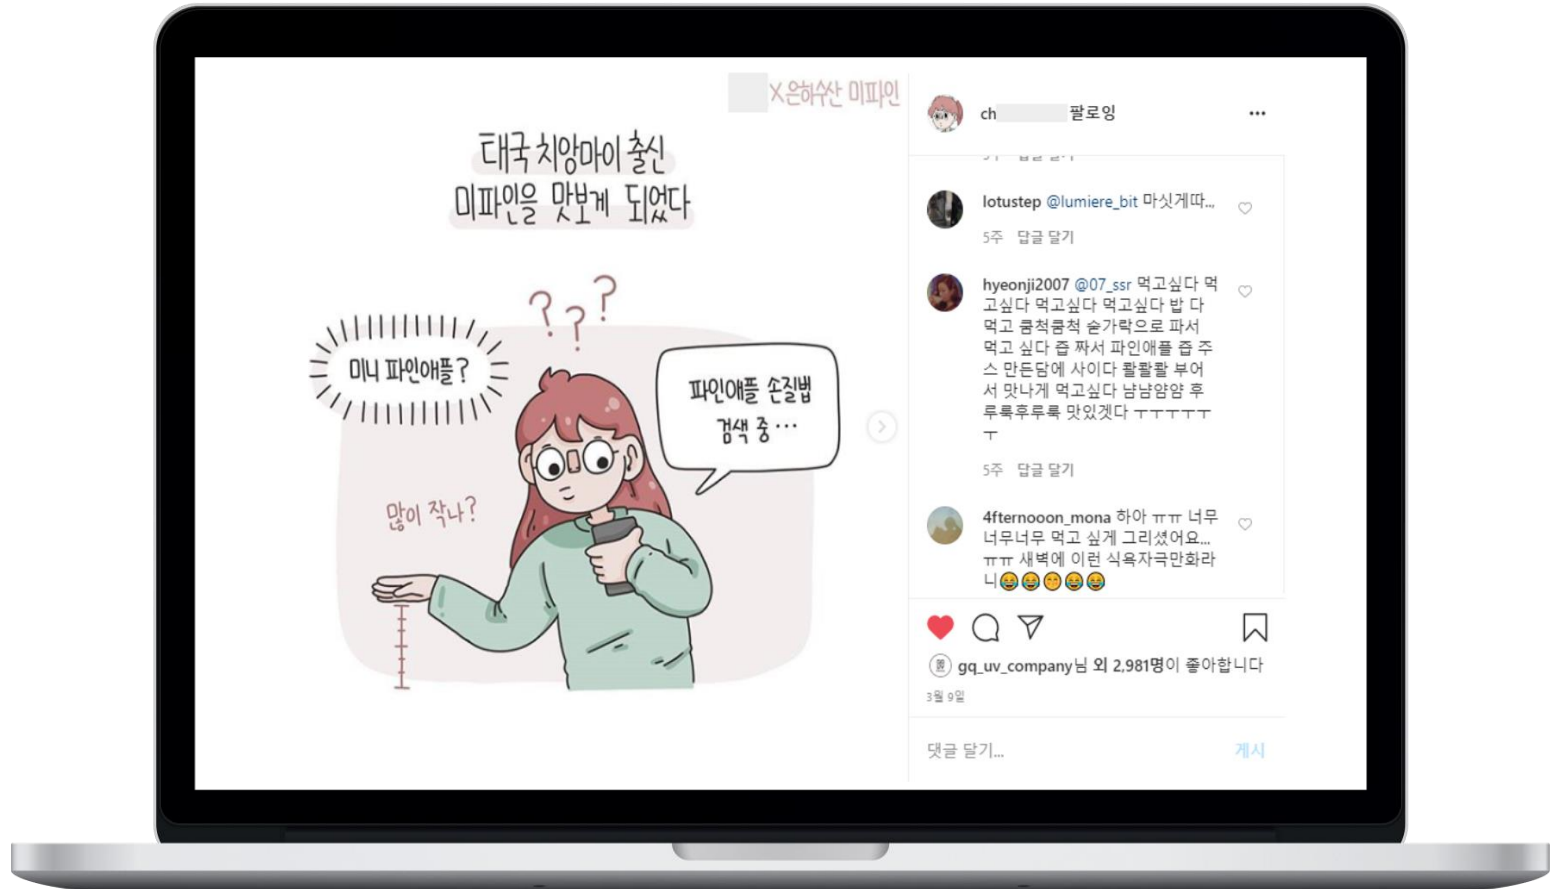 X 은하수산 미파인
태국 치앙마이 출신
미파인을 맛보게 되었다
? ? ?
미니 파인애플?
파인애플 손질법
검색 중...
많이 작나?
ch
팔로잉
...
lotustep @lumiere_bit 마싯게따...
5주 답글 달기
hyeonji2007 @07_ssr 먹고싶다 먹
고싶다 먹고싶다 먹고싶다 밥 다
먹고 쿵척쿵척 숟가락으로 파서
먹고 싶다 즙 짜서 파인애플 즙 주
스 만든담에 사이다 콸콸콸 부어
서 맛나게 먹고싶다 냠냠얌얌 후
루룩후루룩 맛있겟다 ㅜㅜㅜㅜㅜ
ㅜ
5주 답글 달기
4fternooon_mona 하아 ㅠㅠ 너무
너무너무 먹고 싶게 그리셨어요...
ㅠㅠ 새벽에 이런 식욕자극만화라
니😂😂🤭😂😂
gq_uv_company님 외 2,981명이 좋아합니다
3월 9일
댓글 달기...
게시